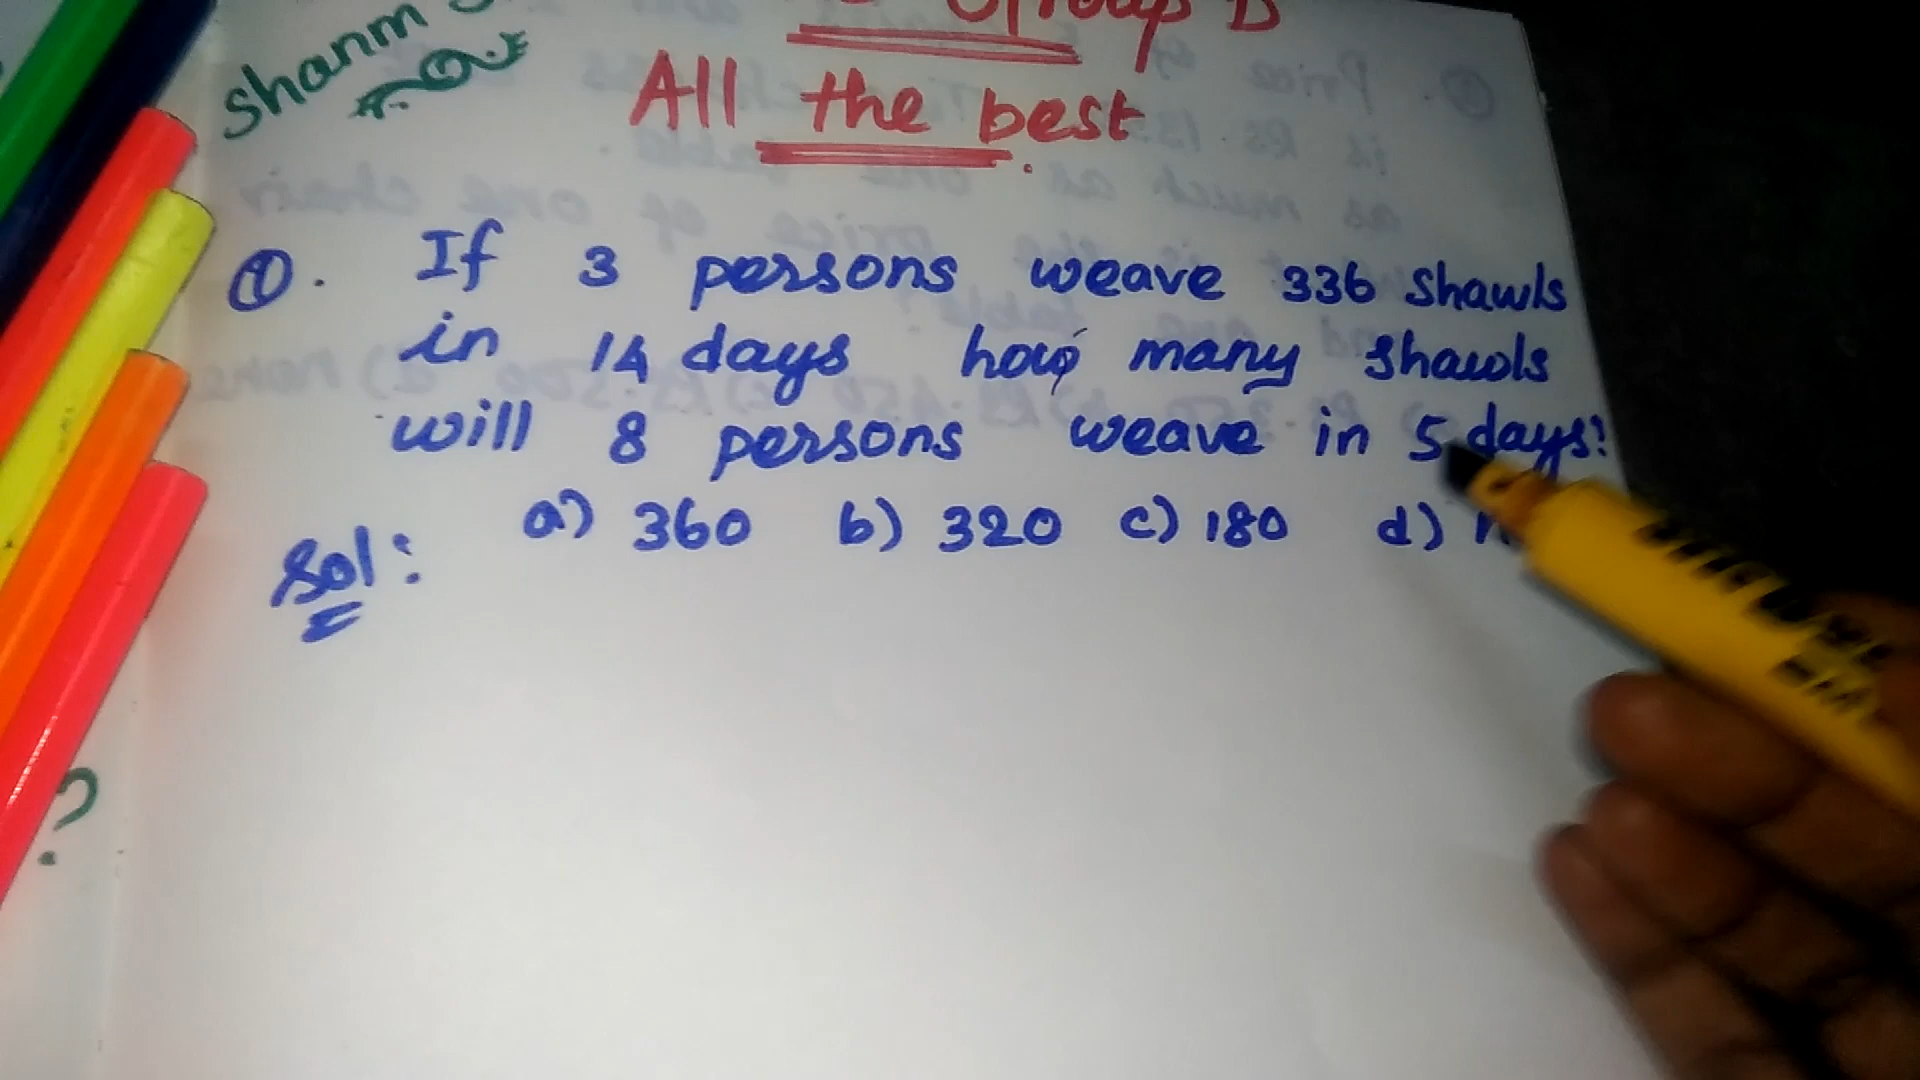 Shanm
Group D
All the best
①. If 3 persons weave 336 shawls
in 14 days how many shawls
will 8 persons weave in 5 days?
a) 360 b) 320 c) 180 d)
Sol: